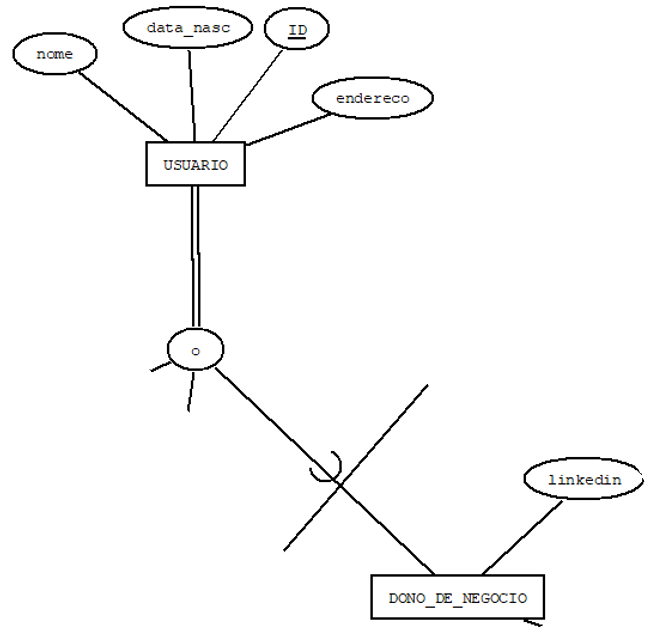 data_nasc
ID
nome
endereco
USUARIO
o
linkedin
DONO_DE_NEGOCIO